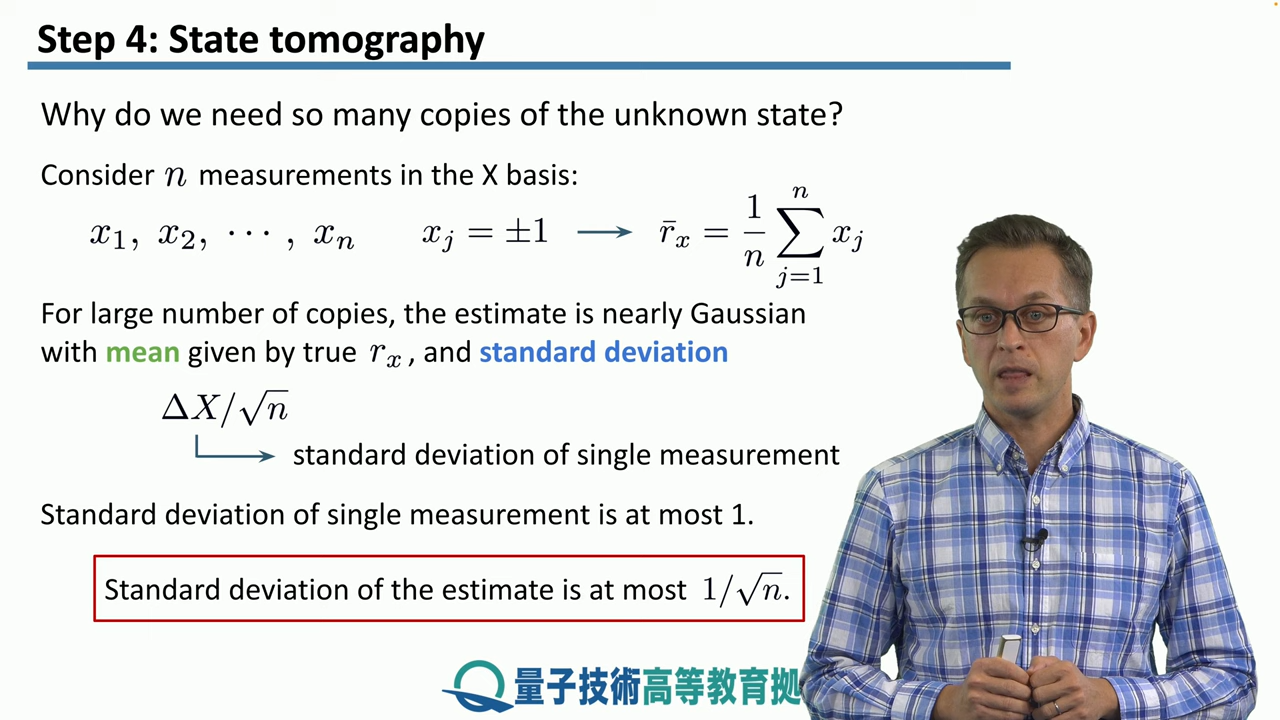 Step 4: State tomography
Why do we need so many copies of the unknown state?
Consider n measurements in the X basis:
x₁, x₂, ⋯, xₙ xⱼ = ±1 → r̄ₓ = 1/n ∑ⱼ₌₁ⁿ xⱼ
For large number of copies, the estimate is nearly Gaussian
with mean given by true rₓ, and standard deviation
ΔX/√n
standard deviation of single measurement
Standard deviation of single measurement is at most 1.
Standard deviation of the estimate is at most 1/√n.
量子技術高等教育拠